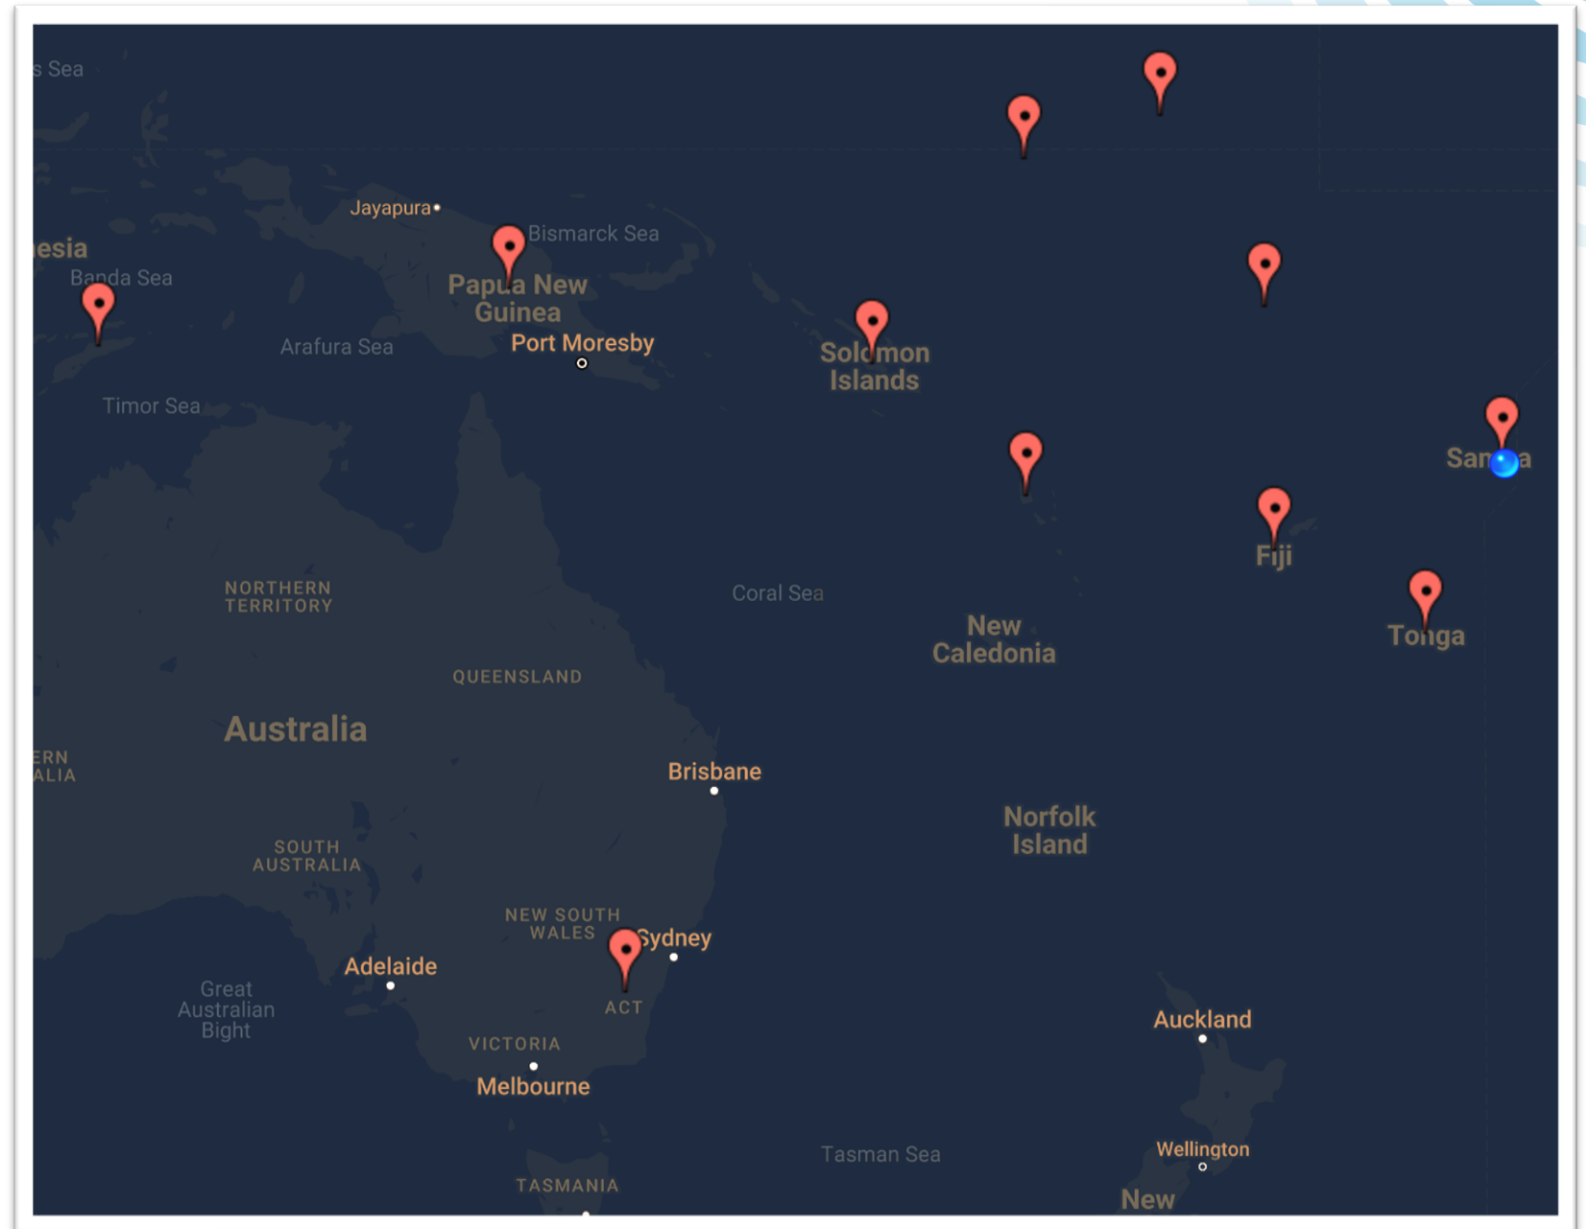 s Sea
Jayapura
Bismarck Sea
esia
Banda Sea
Papua New
Guinea
Arafura Sea
Port Moresby
Solomon
Islands
Timor Sea
Fiji
Coral Sea
NORTHERN
TERRITORY
New
Caledonia
Tonga
QUEENSLAND
Australia
ERN
ALIA
Brisbane
Norfolk
Island
SOUTH
AUSTRALIA
NEW SOUTH
WALES
Sydney
Adelaide
Great
Australian
Bight
ACT
Auckland
VICTORIA
Melbourne
Tasman Sea
Wellington
TASMANIA
New